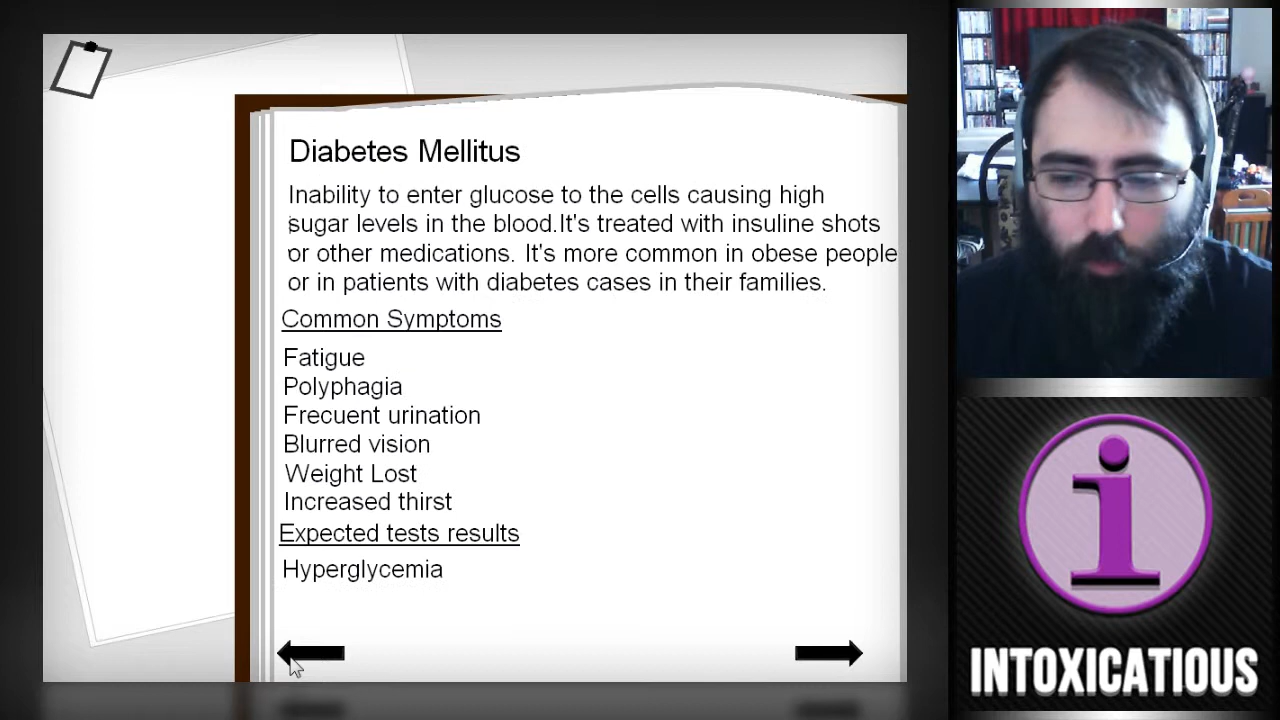 Diabetes Mellitus
Inability to enter glucose to the cells causing high
sugar levels in the blood.It's treated with insuline shots
or other medications. It's more common in obese people
or in patients with diabetes cases in their families.
Common Symptoms
Fatigue
Polyphagia
Frecuent urination
Blurred vision
Weight Lost
Increased thirst
Expected tests results
Hyperglycemia
i
INTOXICATIOUS